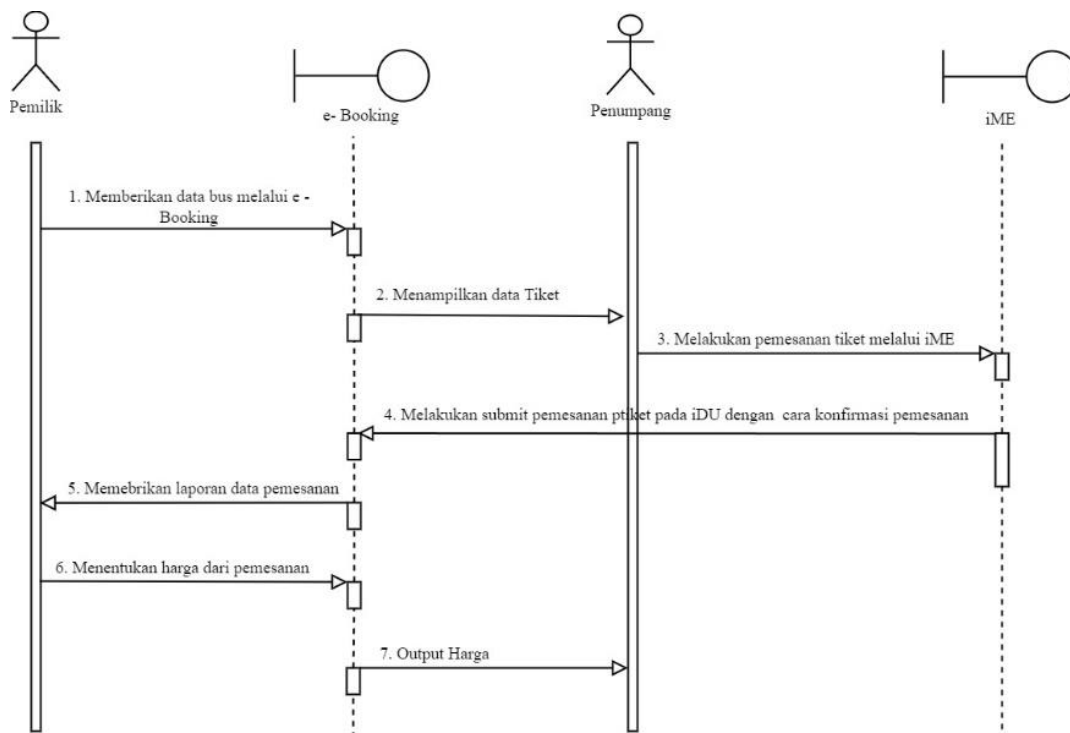 Pemilik
e- Booking
Penumpang
iME
1. Memberikan data bus melalui e -
Booking
2. Menampilkan data Tiket
3. Melakukan pemesanan tiket melalui iME
4. Melakukan submit pemesanan ptiket pada iDU dengan cara konfirmasi pemesanan
5. Memebrikan laporan data pemesanan
6. Menentukan harga dari pemesanan
7. Output Harga